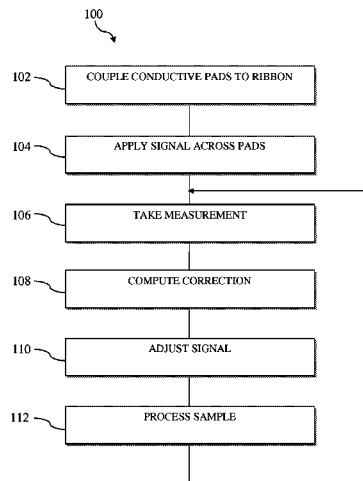 100
102 COUPLE CONDUCTIVE PADS TO RIBBON
104 APPLY SIGNAL ACROSS PADS
106 TAKE MEASUREMENT
108 COMPUTE CORRECTION
110 ADJUST SIGNAL
112 PROCESS SAMPLE